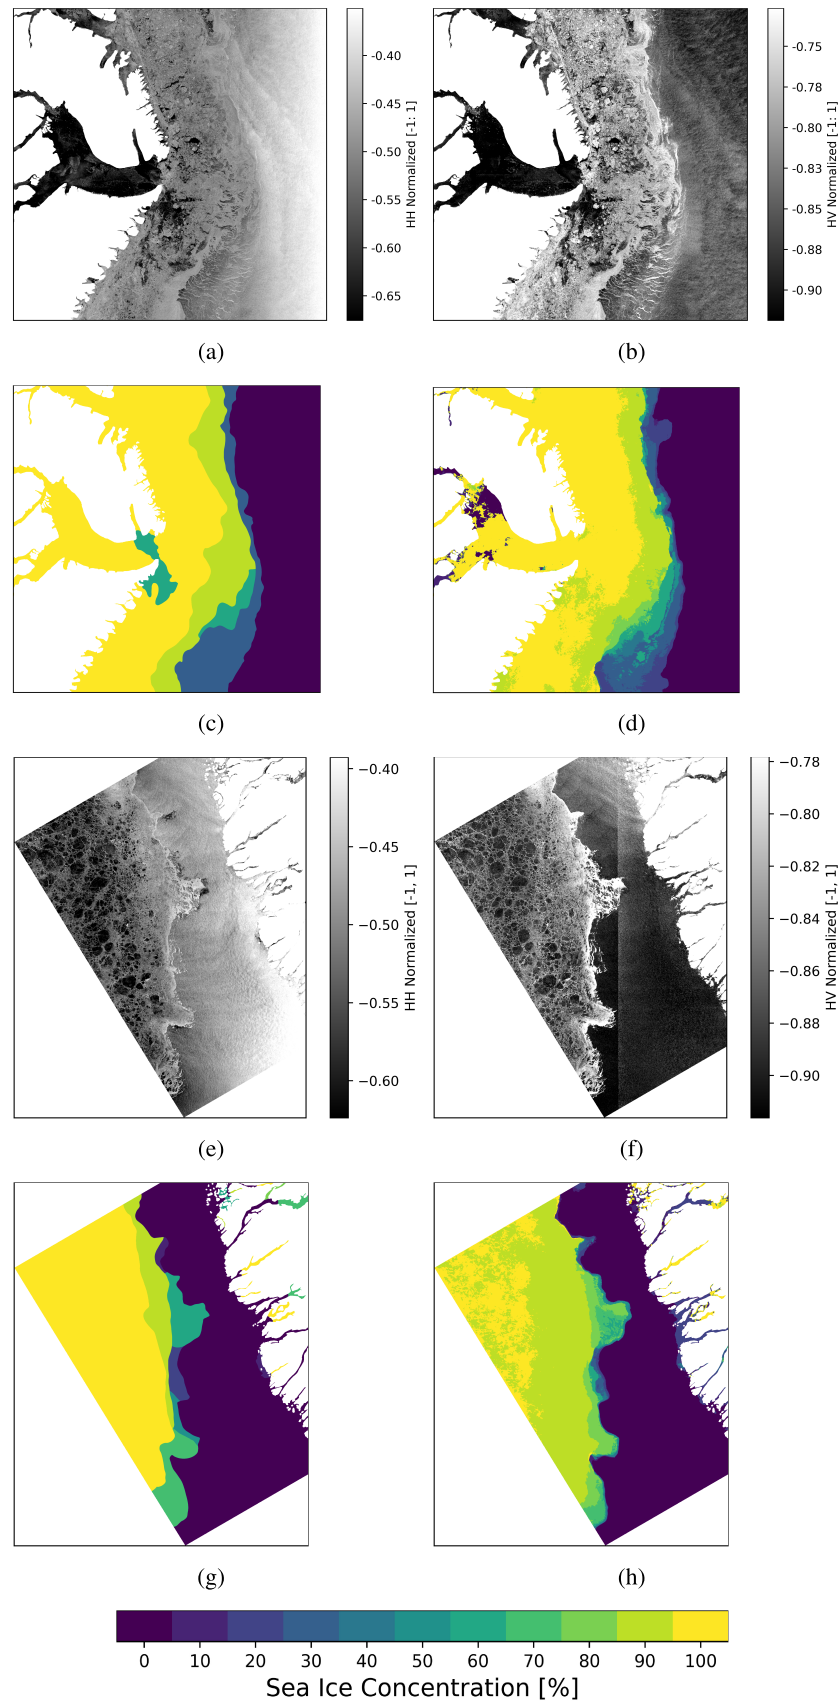 -0.40
-0.45
-0.50
-0.55
-0.60
-0.65
HH Normalized [-1: 1]
-0.75
-0.78
-0.80
-0.83
-0.85
-0.88
-0.90
HV Normalized [-1: 1]
(a)
(b)
(c)
(d)
−0.40
−0.45
−0.50
−0.55
−0.60
HH Normalized [-1, 1]
−0.78
−0.80
−0.82
−0.84
−0.86
−0.88
−0.90
HV Normalized [-1, 1]
(e)
(f)
(g)
(h)
0 10 20 30 40 50 60 70 80 90 100
Sea Ice Concentration [%]